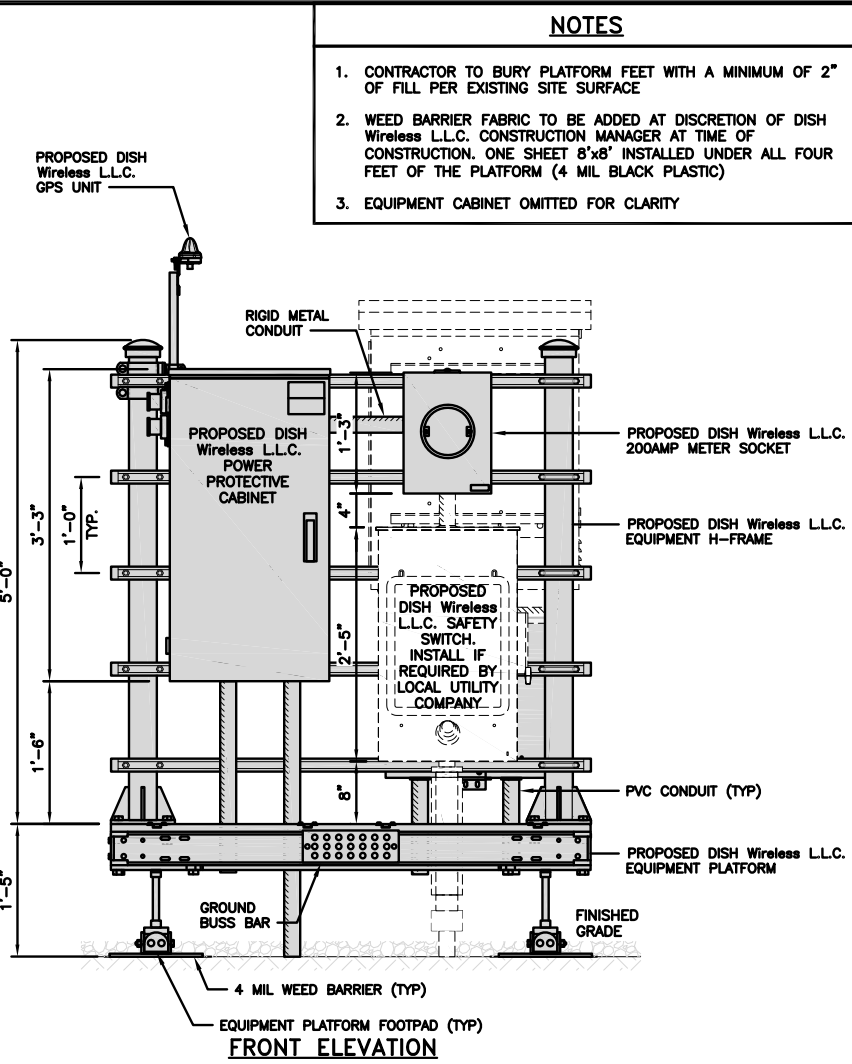 NOTES
1. CONTRACTOR TO BURY PLATFORM FEET WITH A MINIMUM OF 2"
OF FILL PER EXISTING SITE SURFACE
2. WEED BARRIER FABRIC TO BE ADDED AT DISCRETION OF DISH
Wireless L.L.C. CONSTRUCTION MANAGER AT TIME OF
CONSTRUCTION. ONE SHEET 8'x8' INSTALLED UNDER ALL FOUR
FEET OF THE PLATFORM (4 MIL BLACK PLASTIC)
3. EQUIPMENT CABINET OMITTED FOR CLARITY
PROPOSED DISH
Wireless L.L.C.
GPS UNIT
RIGID METAL
CONDUIT
PROPOSED DISH
Wireless L.L.C.
POWER
PROTECTIVE
CABINET
1'-3"
PROPOSED DISH Wireless L.L.C.
200AMP METER SOCKET
4"
PROPOSED DISH Wireless L.L.C.
EQUIPMENT H-FRAME
5'-0"
3'-3"
1'-0"
TYP.
2'-5"
PROPOSED
DISH Wireless
L.L.C. SAFETY
SWITCH.
INSTALL IF
REQUIRED BY
LOCAL UTILITY
COMPANY
1'-6"
8"
PVC CONDUIT (TYP)
PROPOSED DISH Wireless L.L.C.
EQUIPMENT PLATFORM
1'-5"
GROUND
BUSS BAR
FINISHED
GRADE
4 MIL WEED BARRIER (TYP)
EQUIPMENT PLATFORM FOOTPAD (TYP)
FRONT ELEVATION